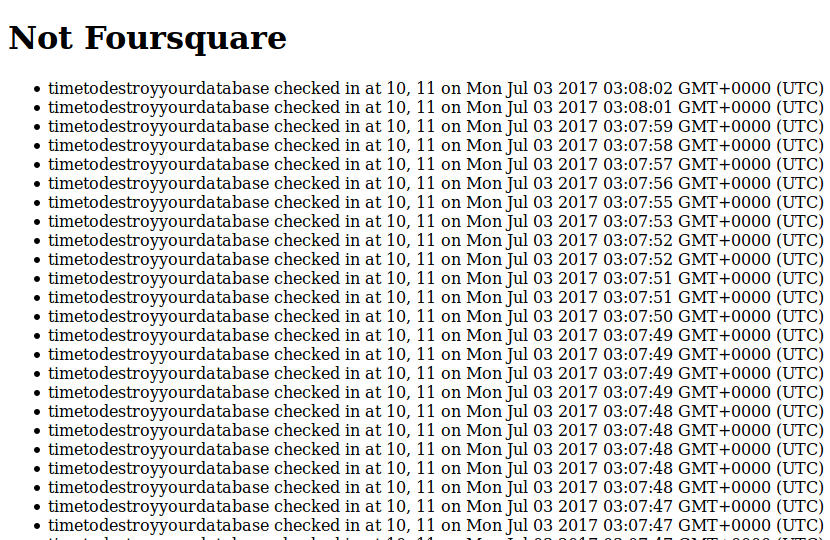 Not Foursquare
timetodestroyyourdatabase checked in at 10, 11 on Mon Jul 03 2017 03:08:02 GMT+0000 (UTC)
timetodestroyyourdatabase checked in at 10, 11 on Mon Jul 03 2017 03:08:01 GMT+0000 (UTC)
timetodestroyyourdatabase checked in at 10, 11 on Mon Jul 03 2017 03:07:59 GMT+0000 (UTC)
timetodestroyyourdatabase checked in at 10, 11 on Mon Jul 03 2017 03:07:58 GMT+0000 (UTC)
timetodestroyyourdatabase checked in at 10, 11 on Mon Jul 03 2017 03:07:57 GMT+0000 (UTC)
timetodestroyyourdatabase checked in at 10, 11 on Mon Jul 03 2017 03:07:56 GMT+0000 (UTC)
timetodestroyyourdatabase checked in at 10, 11 on Mon Jul 03 2017 03:07:55 GMT+0000 (UTC)
timetodestroyyourdatabase checked in at 10, 11 on Mon Jul 03 2017 03:07:53 GMT+0000 (UTC)
timetodestroyyourdatabase checked in at 10, 11 on Mon Jul 03 2017 03:07:52 GMT+0000 (UTC)
timetodestroyyourdatabase checked in at 10, 11 on Mon Jul 03 2017 03:07:52 GMT+0000 (UTC)
timetodestroyyourdatabase checked in at 10, 11 on Mon Jul 03 2017 03:07:51 GMT+0000 (UTC)
timetodestroyyourdatabase checked in at 10, 11 on Mon Jul 03 2017 03:07:51 GMT+0000 (UTC)
timetodestroyyourdatabase checked in at 10, 11 on Mon Jul 03 2017 03:07:50 GMT+0000 (UTC)
timetodestroyyourdatabase checked in at 10, 11 on Mon Jul 03 2017 03:07:49 GMT+0000 (UTC)
timetodestroyyourdatabase checked in at 10, 11 on Mon Jul 03 2017 03:07:49 GMT+0000 (UTC)
timetodestroyyourdatabase checked in at 10, 11 on Mon Jul 03 2017 03:07:49 GMT+0000 (UTC)
timetodestroyyourdatabase checked in at 10, 11 on Mon Jul 03 2017 03:07:49 GMT+0000 (UTC)
timetodestroyyourdatabase checked in at 10, 11 on Mon Jul 03 2017 03:07:48 GMT+0000 (UTC)
timetodestroyyourdatabase checked in at 10, 11 on Mon Jul 03 2017 03:07:48 GMT+0000 (UTC)
timetodestroyyourdatabase checked in at 10, 11 on Mon Jul 03 2017 03:07:48 GMT+0000 (UTC)
timetodestroyyourdatabase checked in at 10, 11 on Mon Jul 03 2017 03:07:48 GMT+0000 (UTC)
timetodestroyyourdatabase checked in at 10, 11 on Mon Jul 03 2017 03:07:48 GMT+0000 (UTC)
timetodestroyyourdatabase checked in at 10, 11 on Mon Jul 03 2017 03:07:47 GMT+0000 (UTC)
timetodestroyyourdatabase checked in at 10, 11 on Mon Jul 03 2017 03:07:47 GMT+0000 (UTC)